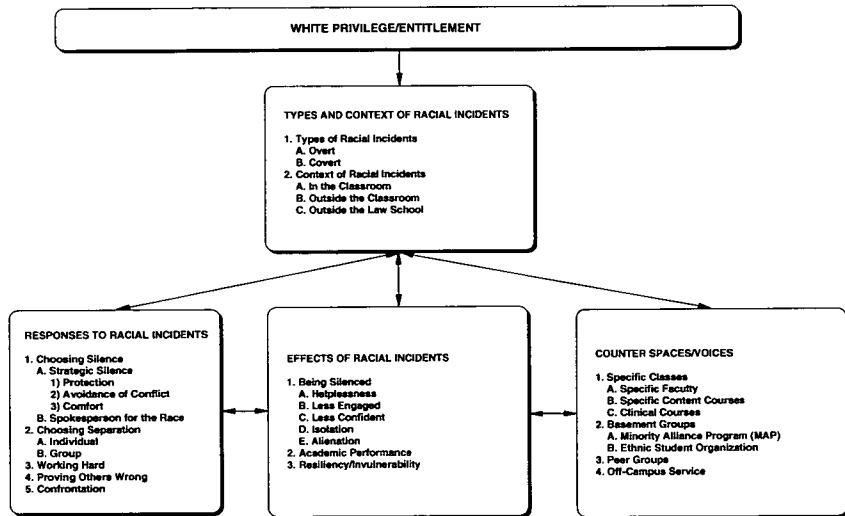 WHITE PRIVILEGE/ENTITLEMENT
TYPES AND CONTEXT OF RACIAL INCIDENTS
1. Types of Racial Incidents
A. Overt
B. Covert
2. Context of Racial Incidents
A. In the Classroom
B. Outside the Classroom
C. Outside the Law School
RESPONSES TO RACIAL INCIDENTS
1. Choosing Silence
A. Strategic Silence
1) Protection
2) Avoidance of Conflict
3) Comfort
B. Spokesperson for the Race
2. Choosing Separation
A. Individual
B. Group
3. Working Hard
4. Proving Others Wrong
5. Confrontation
EFFECTS OF RACIAL INCIDENTS
1. Being Silenced
A. Helplessness
B. Less Engaged
C. Less Confident
D. Isolation
E. Alienation
2. Academic Performance
3. Resiliency/Invulnerability
COUNTER SPACES/VOICES
1. Specific Classes
A. Specific Faculty
B. Specific Content Courses
C. Clinical Courses
2. Basement Groups
A. Minority Alliance Program (MAP)
B. Ethnic Student Organization
3. Peer Groups
4. Off-Campus Service